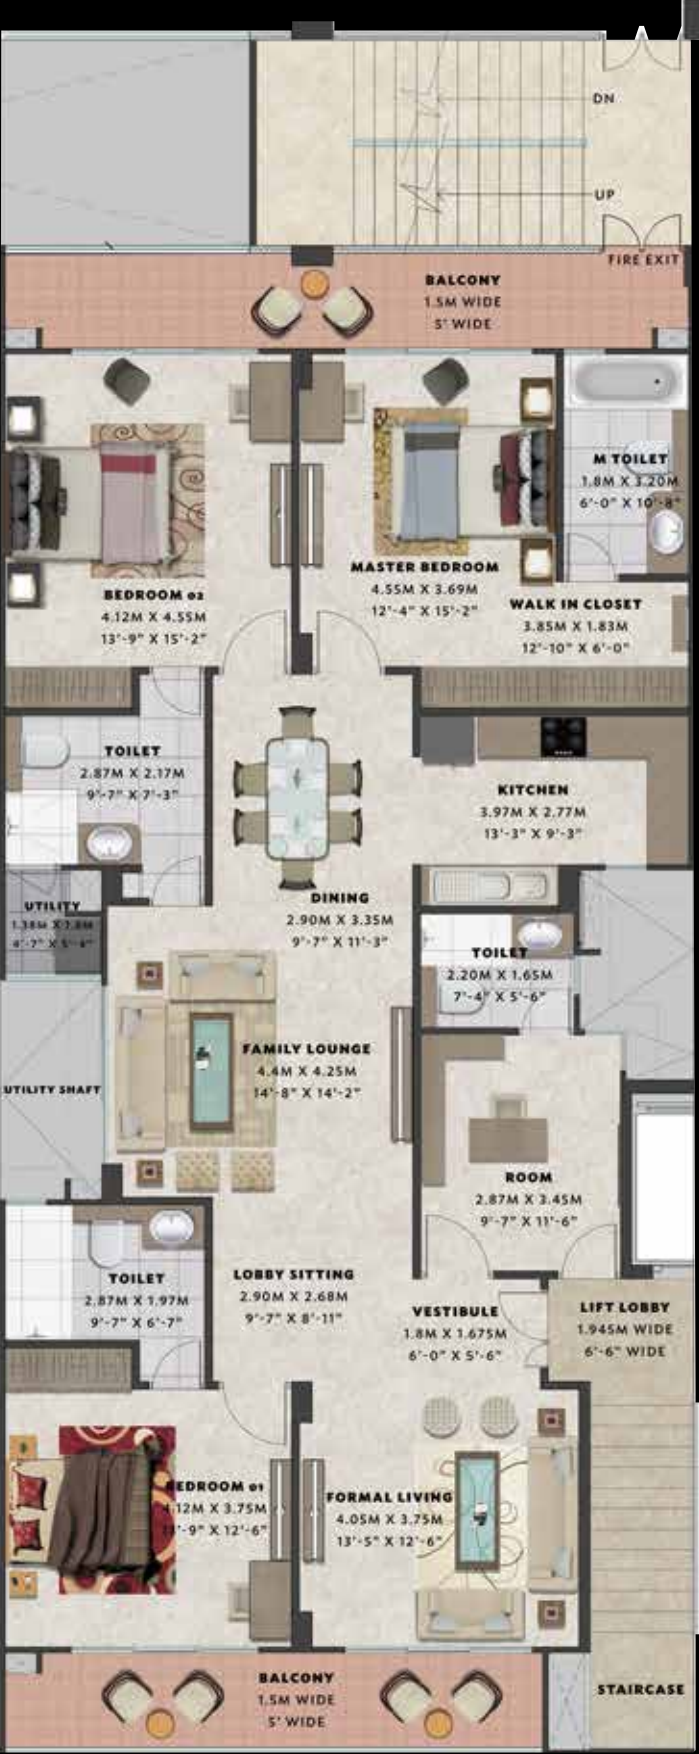 DN
UP
FIRE EXIT
BALCONY
1.5M WIDE
5' WIDE
M TOILET
1.8M X 3.20M
6'-0" X 10'-8"
MASTER BEDROOM
4.55M X 3.69M
12'-4" X 15'-2"
BEDROOM 02
4.12M X 4.55M
13'-9" X 15'-2"
WALK IN CLOSET
3.85M X 1.83M
12'-10" X 6'-0"
TOILET
2.87M X 2.17M
9'-7" X 7'-3"
KITCHEN
3.97M X 2.77M
13'-3" X 9'-3"
UTILITY
4'-7" X 5'-4"
DINING
2.90M X 3.35M
9'-7" X 11'-3"
TOILET
2.20M X 1.65M
7'-4" X 5'-6"
FAMILY LOUNGE
4.4M X 4.25M
14'-8" X 14'-2"
UTILITY SHAFT
ROOM
2.87M X 3.45M
9'-7" X 11'-6"
TOILET
2.87M X 1.97M
9'-7" X 6'-7"
LOBBY SITTING
2.90M X 2.68M
9'-7" X 8'-11"
VESTIBULE
1.8M X 1.675M
6'-0" X 5'-6"
LIFT LOBBY
1.945M WIDE
6'-6" WIDE
BEDROOM 01
4.12M X 3.75M
13'-9" X 12'-6"
FORMAL LIVING
4.05M X 3.75M
13'-5" X 12'-6"
BALCONY
1.5M WIDE
5' WIDE
STAIRCASE